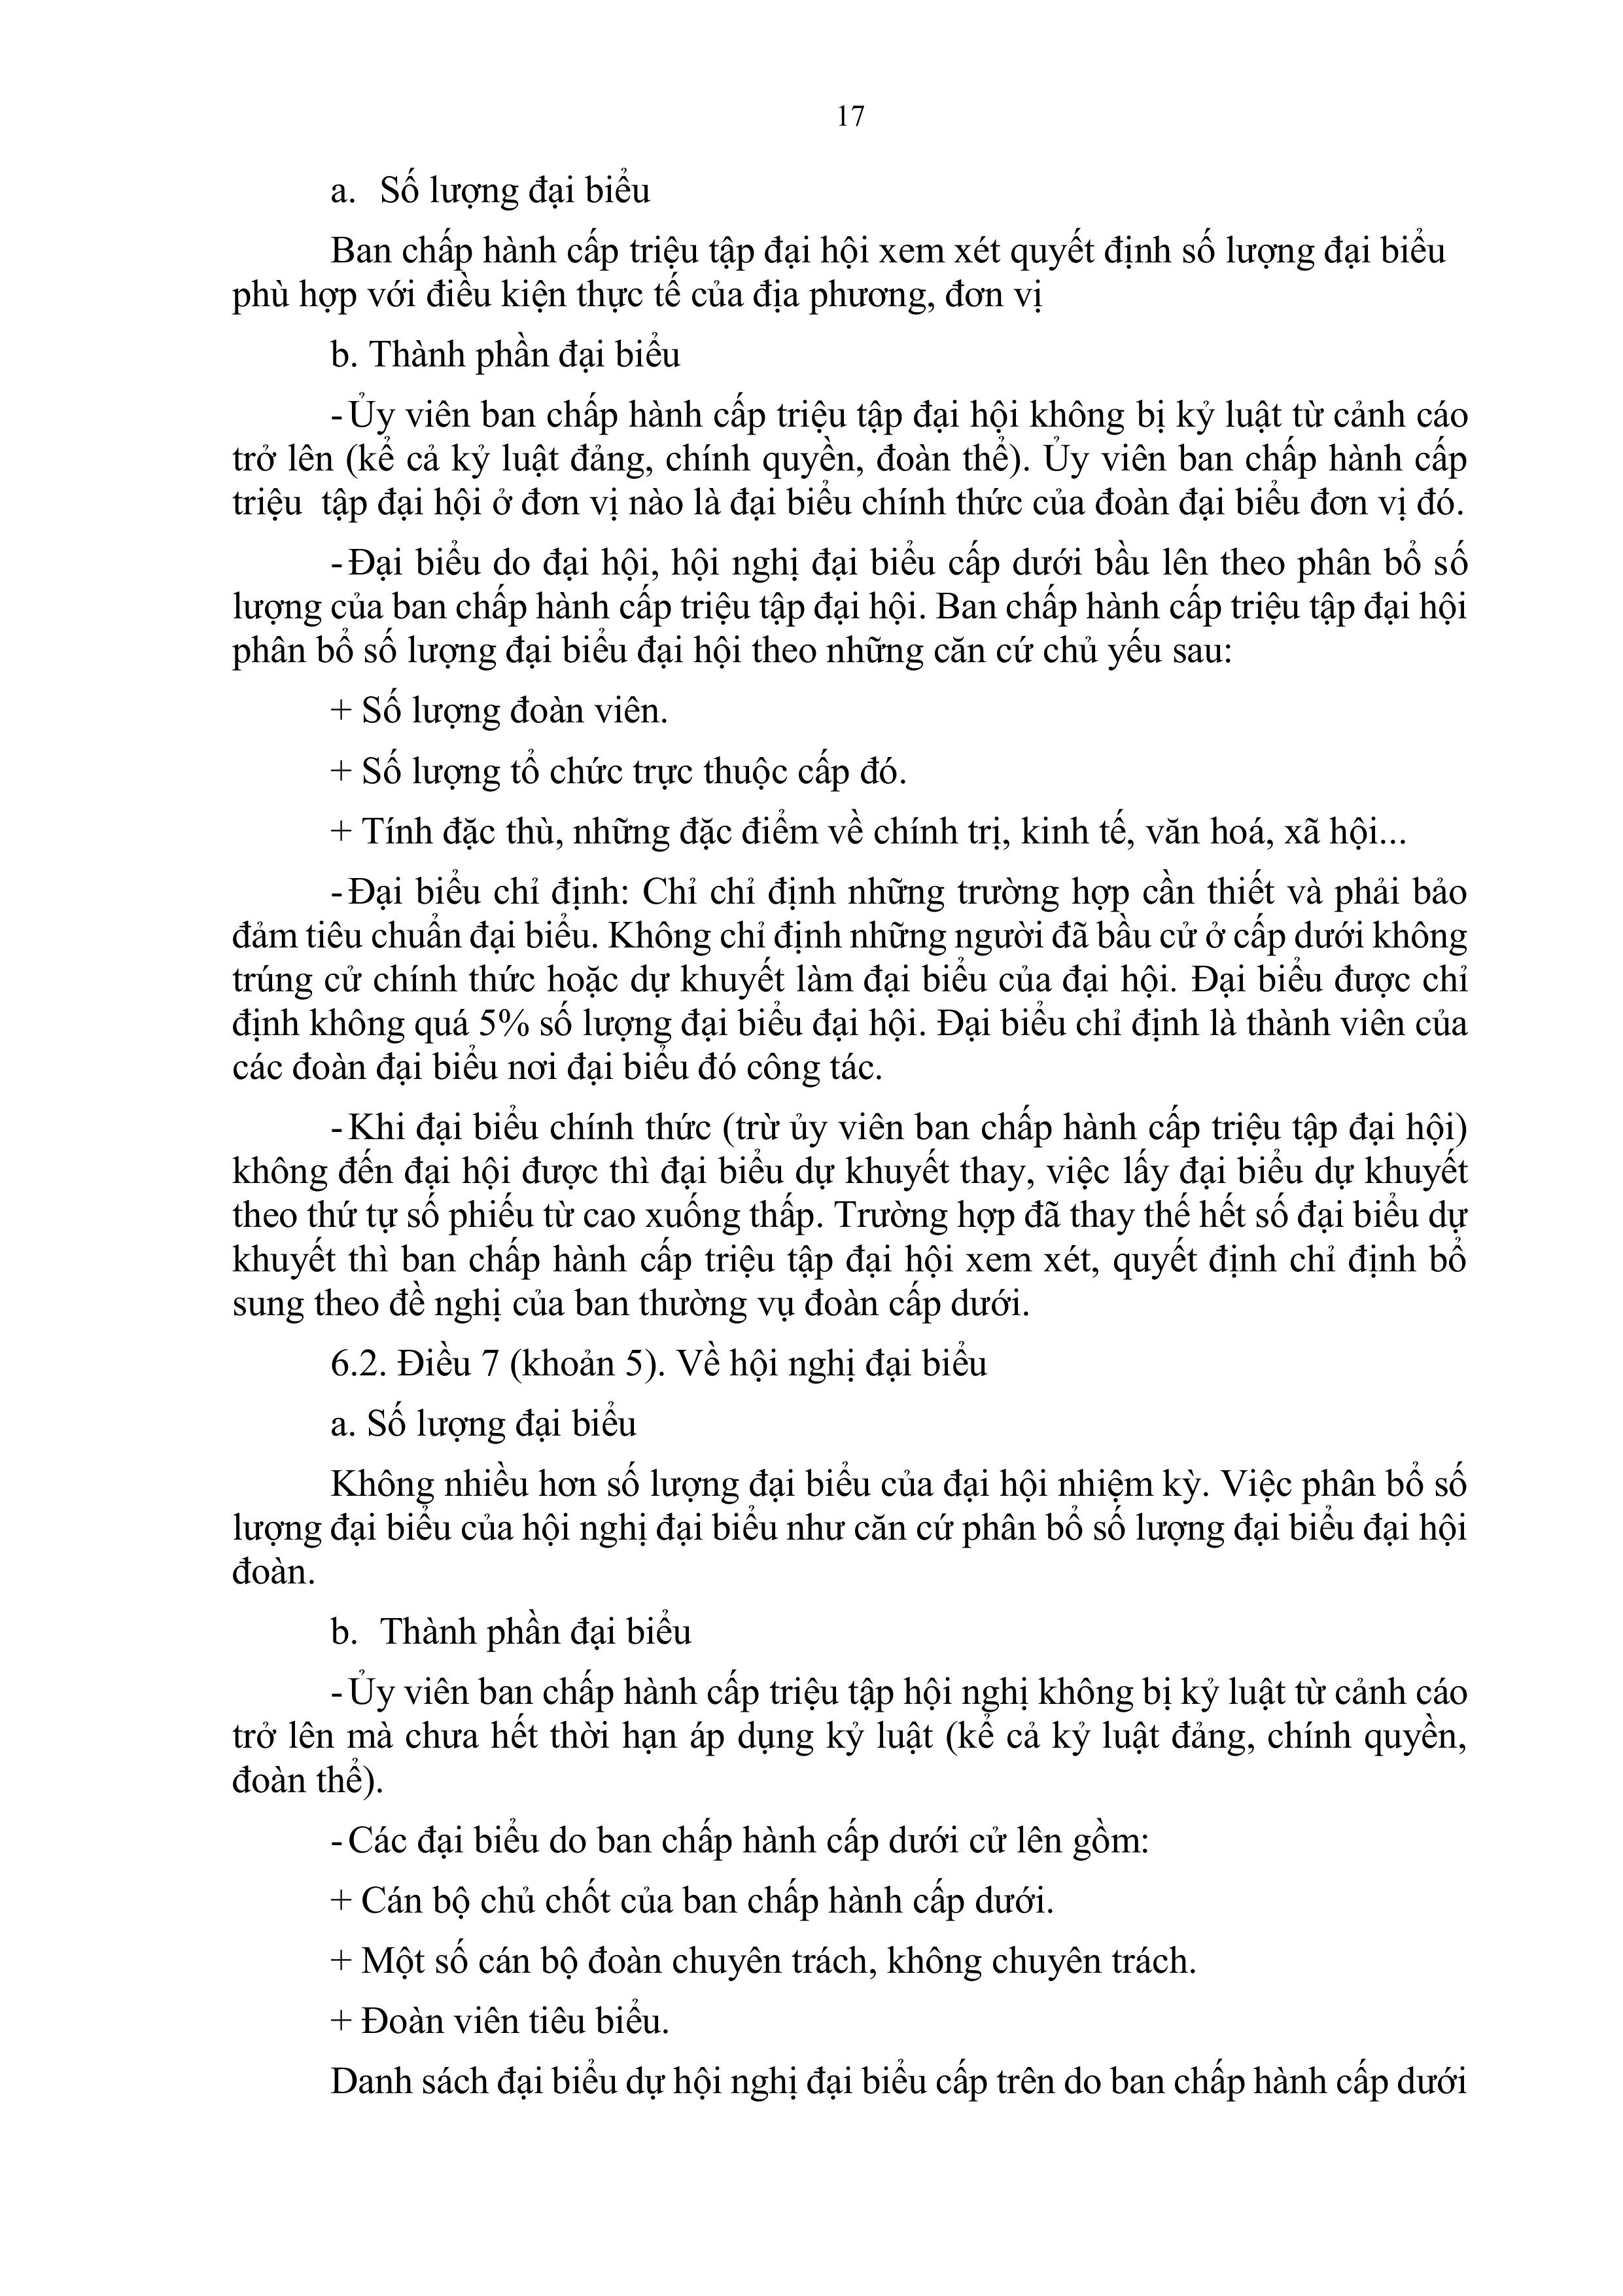 17
a. Số lượng đại biểu
Ban chấp hành cấp triệu tập đại hội xem xét quyết định số lượng đại biểu
phù hợp với điều kiện thực tế của địa phương, đơn vị
b. Thành phần đại biểu
- Ủy viên ban chấp hành cấp triệu tập đại hội không bị kỷ luật từ cảnh cáo
trở lên (kể cả kỷ luật đảng, chính quyền, đoàn thể). Ủy viên ban chấp hành cấp
triệu tập đại hội ở đơn vị nào là đại biểu chính thức của đoàn đại biểu đơn vị đó.
- Đại biểu do đại hội, hội nghị đại biểu cấp dưới bầu lên theo phân bổ số
lượng của ban chấp hành cấp triệu tập đại hội. Ban chấp hành cấp triệu tập đại hội
phân bổ số lượng đại biểu đại hội theo những căn cứ chủ yếu sau:
+ Số lượng đoàn viên.
+ Số lượng tổ chức trực thuộc cấp đó.
+ Tính đặc thù, những đặc điểm về chính trị, kinh tế, văn hoá, xã hội...
- Đại biểu chỉ định: Chỉ chỉ định những trường hợp cần thiết và phải bảo
đảm tiêu chuẩn đại biểu. Không chỉ định những người đã bầu cử ở cấp dưới không
trúng cử chính thức hoặc dự khuyết làm đại biểu của đại hội. Đại biểu được chỉ
định không quá 5% số lượng đại biểu đại hội. Đại biểu chỉ định là thành viên của
các đoàn đại biểu nơi đại biểu đó công tác.
- Khi đại biểu chính thức (trừ ủy viên ban chấp hành cấp triệu tập đại hội)
không đến đại hội được thì đại biểu dự khuyết thay, việc lấy đại biểu dự khuyết
theo thứ tự số phiếu từ cao xuống thấp. Trường hợp đã thay thế hết số đại biểu dự
khuyết thì ban chấp hành cấp triệu tập đại hội xem xét, quyết định chỉ định bổ
sung theo đề nghị của ban thường vụ đoàn cấp dưới.
6.2. Điều 7 (khoản 5). Về hội nghị đại biểu
a. Số lượng đại biểu
Không nhiều hơn số lượng đại biểu của đại hội nhiệm kỳ. Việc phân bổ số
lượng đại biểu của hội nghị đại biểu như căn cứ phân bổ số lượng đại biểu đại hội
đoàn.
b. Thành phần đại biểu
- Ủy viên ban chấp hành cấp triệu tập hội nghị không bị kỷ luật từ cảnh cáo
trở lên mà chưa hết thời hạn áp dụng kỷ luật (kể cả kỷ luật đảng, chính quyền,
đoàn thể).
- Các đại biểu do ban chấp hành cấp dưới cử lên gồm:
+ Cán bộ chủ chốt của ban chấp hành cấp dưới.
+ Một số cán bộ đoàn chuyên trách, không chuyên trách.
+ Đoàn viên tiêu biểu.
Danh sách đại biểu dự hội nghị đại biểu cấp trên do ban chấp hành cấp dưới